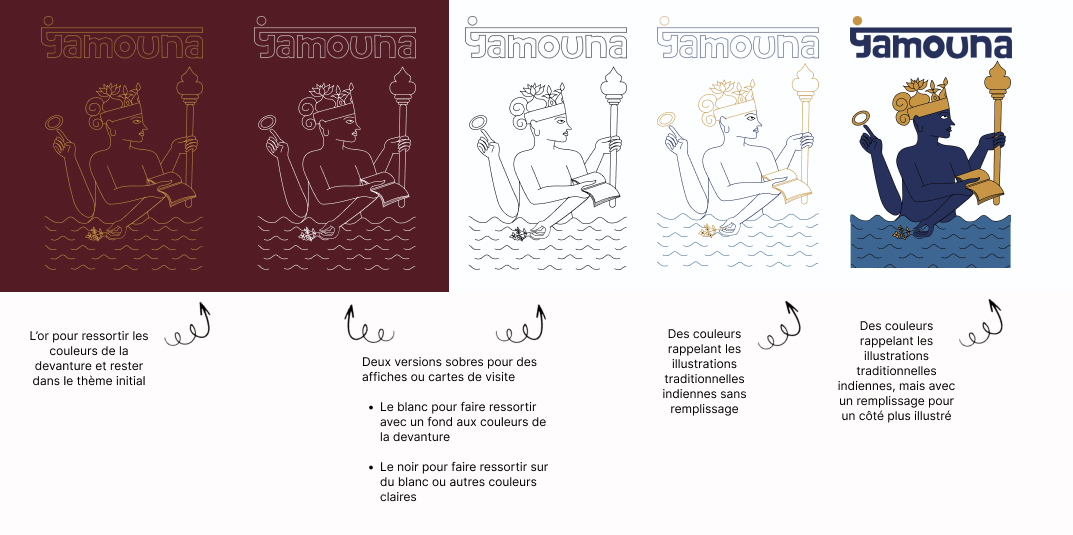 yamouna
yamouna
yamouna
yamouna
yamouna
L'or pour ressortir les
couleurs de la
devanture et rester
dans le thème initial
Deux versions sobres pour des
affiches ou cartes de visite
• Le blanc pour faire ressortir
avec un fond aux couleurs de
la devanture
• Le noir pour faire ressortir sur
du blanc ou autres couleurs
claires
Des couleurs
rappelant les
illustrations
traditionnelles
indiennes sans
remplissage
Des couleurs
rappelant les
illustrations
traditionnelles
indiennes, mais avec
un remplissage pour
un côté plus illustré